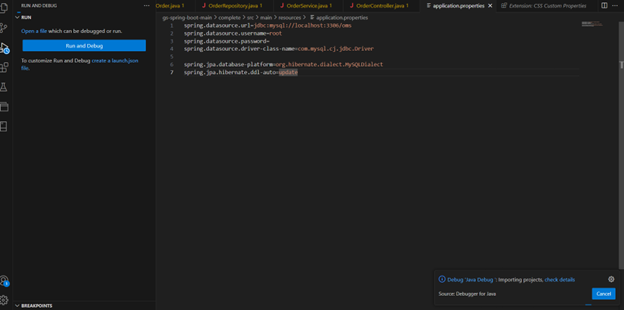 RUN AND DEBUG
Order.java 1
OrderRepository.java 1
OrderService.java 1
OrderController.java 1
application.properties
Extension: CSS Custom Properties
RUN
gs-spring-boot-main > complete > src > main > resources > application.properties
Open a file which can be debugged or run.
Run and Debug
To customize Run and Debug create a launch.json
file.
1 spring.datasource.url=jdbc:mysql://localhost:3306/oms
2 spring.datasource.username=root
3 spring.datasource.password=
4 spring.datasource.driver-class-name=com.mysql.cj.jdbc.Driver
5
6 spring.jpa.database-platform=org.hibernate.dialect.MySQLDialect
7 spring.jpa.hibernate.ddl-auto=update
Debug 'Java Debug ': Importing projects, check details
Source: Debugger for Java
Cancel
BREAKPOINTS